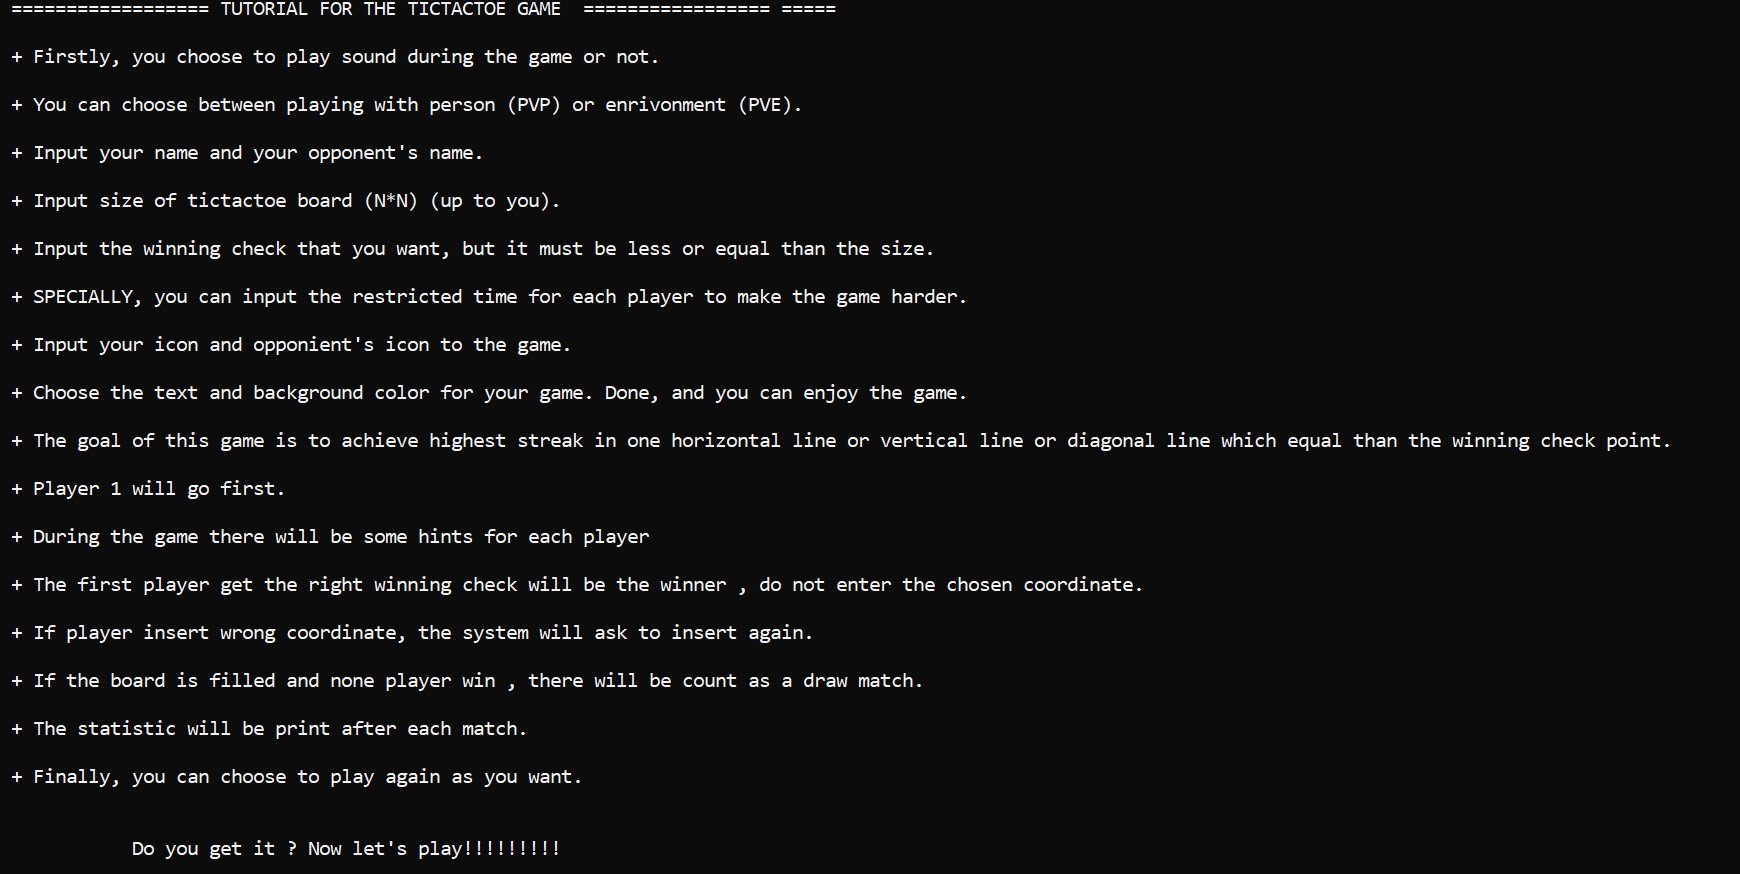 ================== TUTORIAL FOR THE TICTACTOE GAME  ================= =====
+ Firstly, you choose to play sound during the game or not.
+ You can choose between playing with person (PVP) or enrivonment (PVE).
+ Input your name and your opponent's name.
+ Input size of tictactoe board (N*N) (up to you).
+ Input the winning check that you want, but it must be less or equal than the size.
+ SPECIALLY, you can input the restricted time for each player to make the game harder.
+ Input your icon and opponient's icon to the game.
+ Choose the text and background color for your game. Done, and you can enjoy the game.
+ The goal of this game is to achieve highest streak in one horizontal line or vertical line or diagonal line which equal than the winning check point.
+ Player 1 will go first.
+ During the game there will be some hints for each player
+ The first player get the right winning check will be the winner , do not enter the chosen coordinate.
+ If player insert wrong coordinate, the system will ask to insert again.
+ If the board is filled and none player win , there will be count as a draw match.
+ The statistic will be print after each match.
+ Finally, you can choose to play again as you want.
Do you get it ? Now let's play!!!!!!!!!